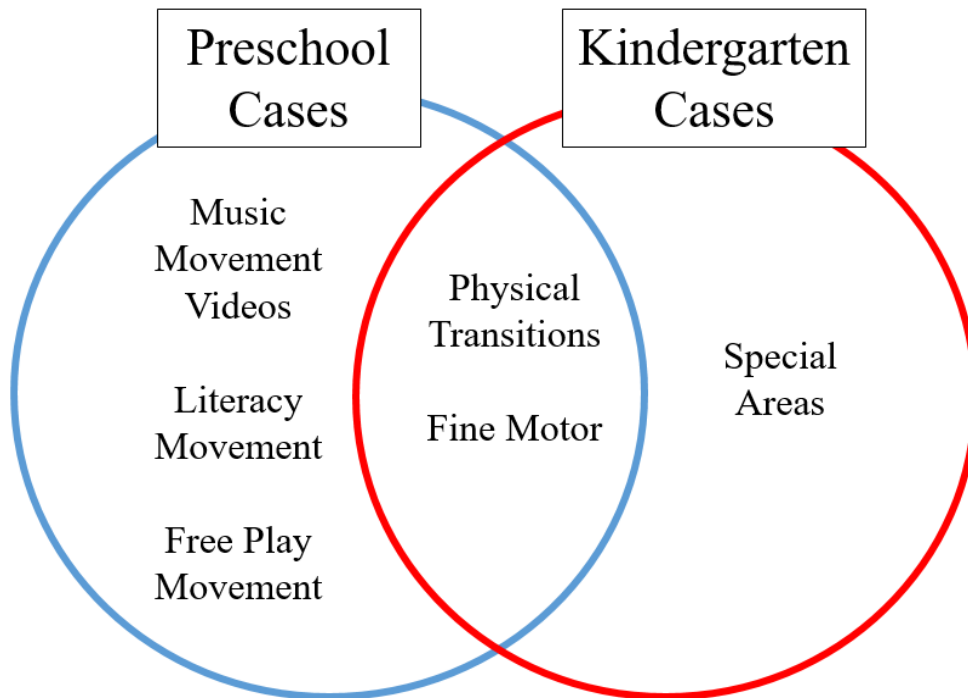 Preschool
Cases
Kindergarten
Cases
Music
Movement
Videos
Literacy
Movement
Free Play
Movement
Physical
Transitions
Fine Motor
Special
Areas